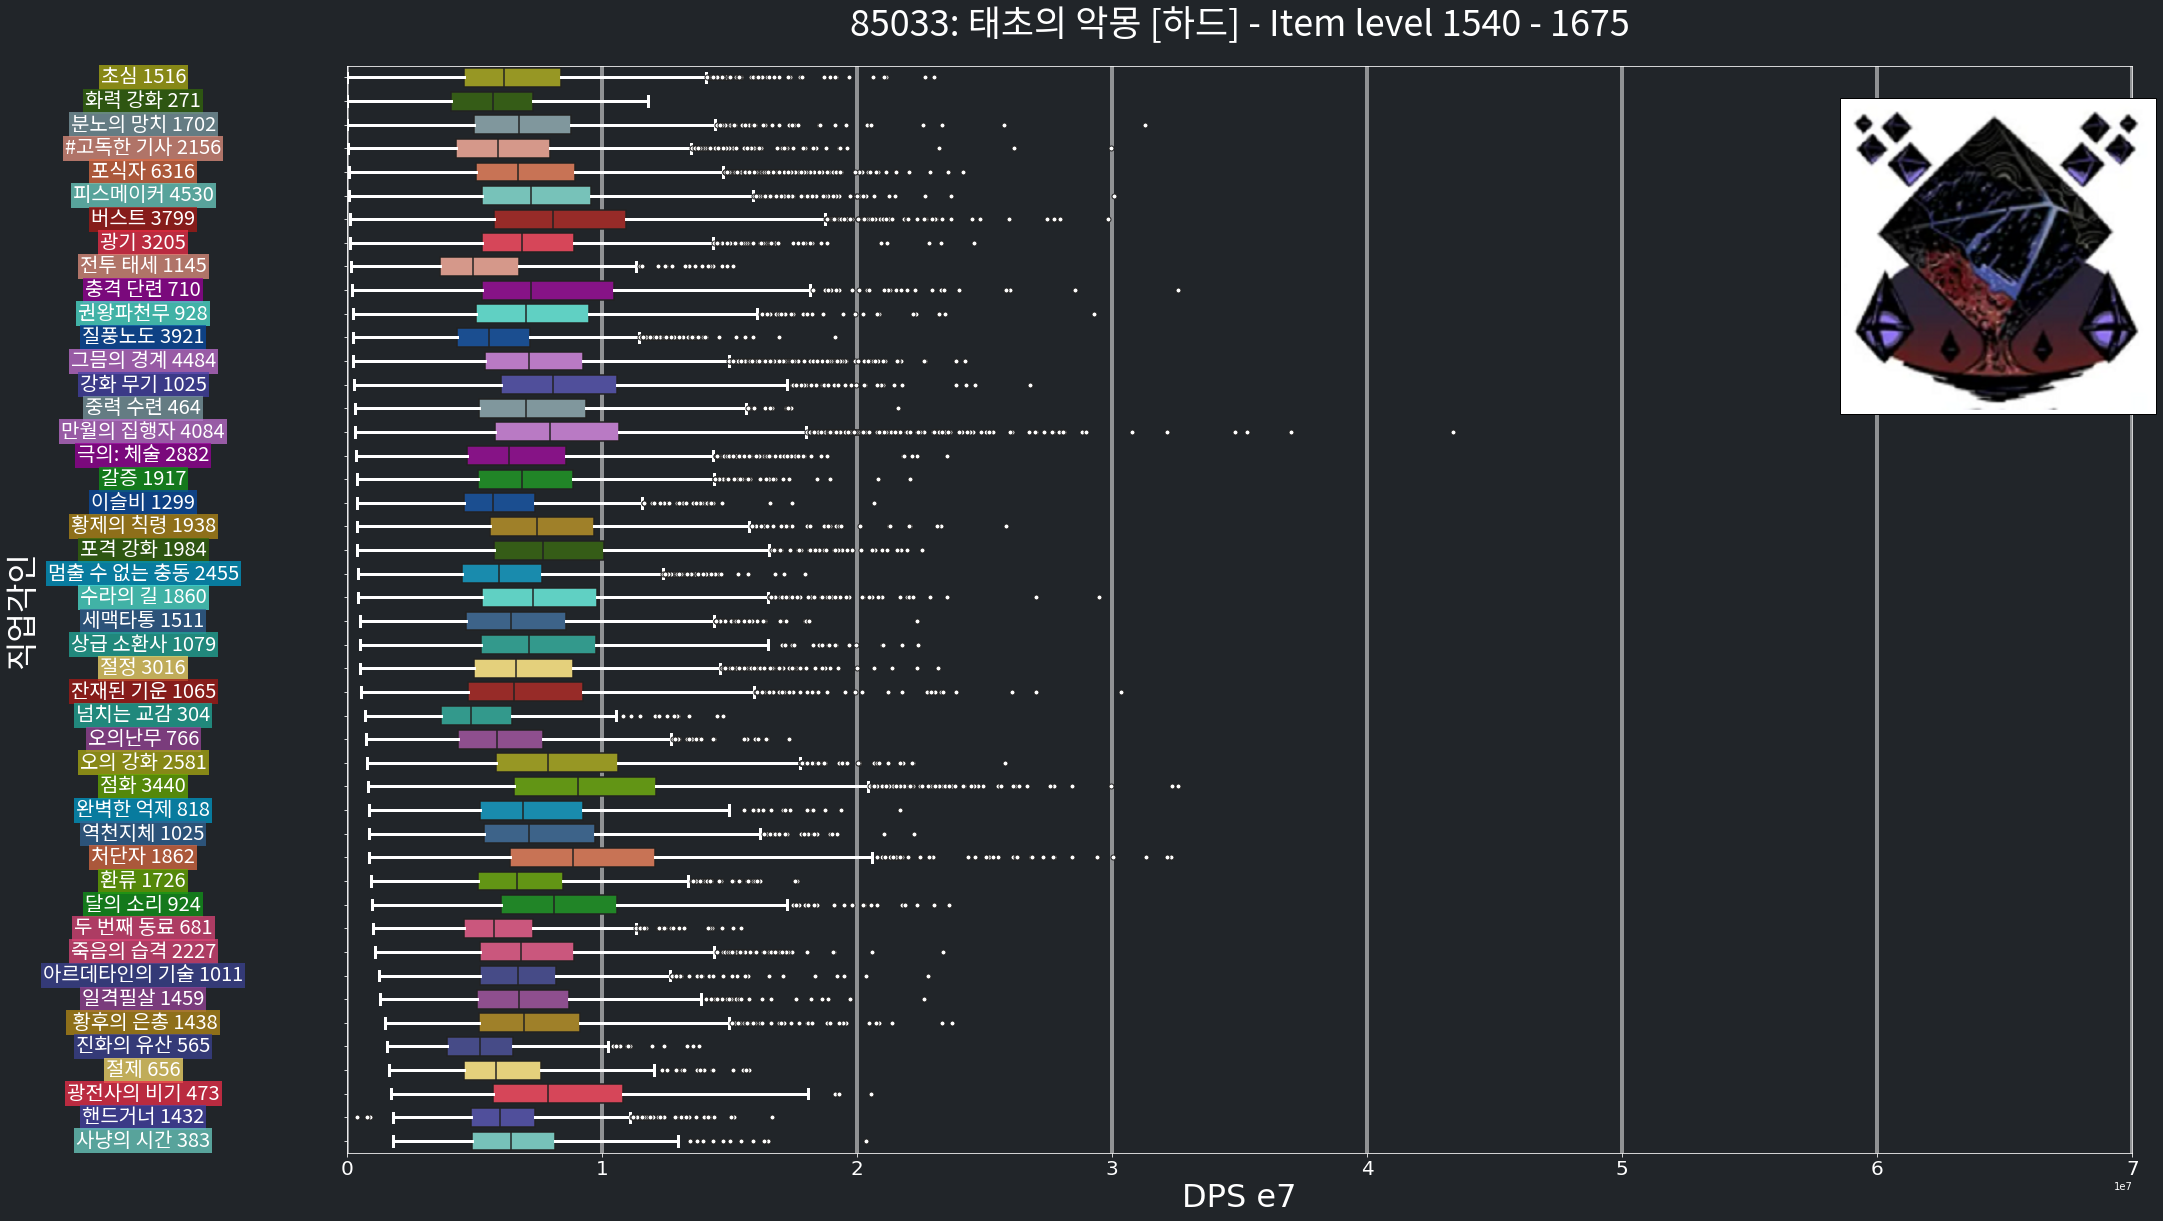 85033: 태초의 악몽 [하드] - Item level 1540 - 1675
초심 1516
화력 강화 271
분노의 망치 1702
#고독한 기사 2156
포식자 6316
피스메이커 4530
버스트 3799
광기 3205
전투 태세 1145
충격 단련 710
권왕파천무 928
질풍노도 3921
그믐의 경계 4484
강화 무기 1025
중력 수련 464
만월의 집행자 4084
극의: 체술 2882
갈증 1917
이슬비 1299
황제의 칙령 1938
포격 강화 1984
멈출 수 없는 충동 2455
수라의 길 1860
세맥타통 1511
상급 소환사 1079
절정 3016
잔재된 기운 1065
넘치는 교감 304
오의난무 766
오의 강화 2581
점화 3440
완벽한 억제 818
역천지체 1025
처단자 1862
환류 1726
달의 소리 924
두 번째 동료 681
죽음의 습격 2227
아르데타인의 기술 1011
일격필살 1459
황후의 은총 1438
진화의 유산 565
절제 656
광전사의 비기 473
핸드거너 1432
사냥의 시간 383
직업각인
0 1 2 3 4 5 6 7
1e7
DPS e7